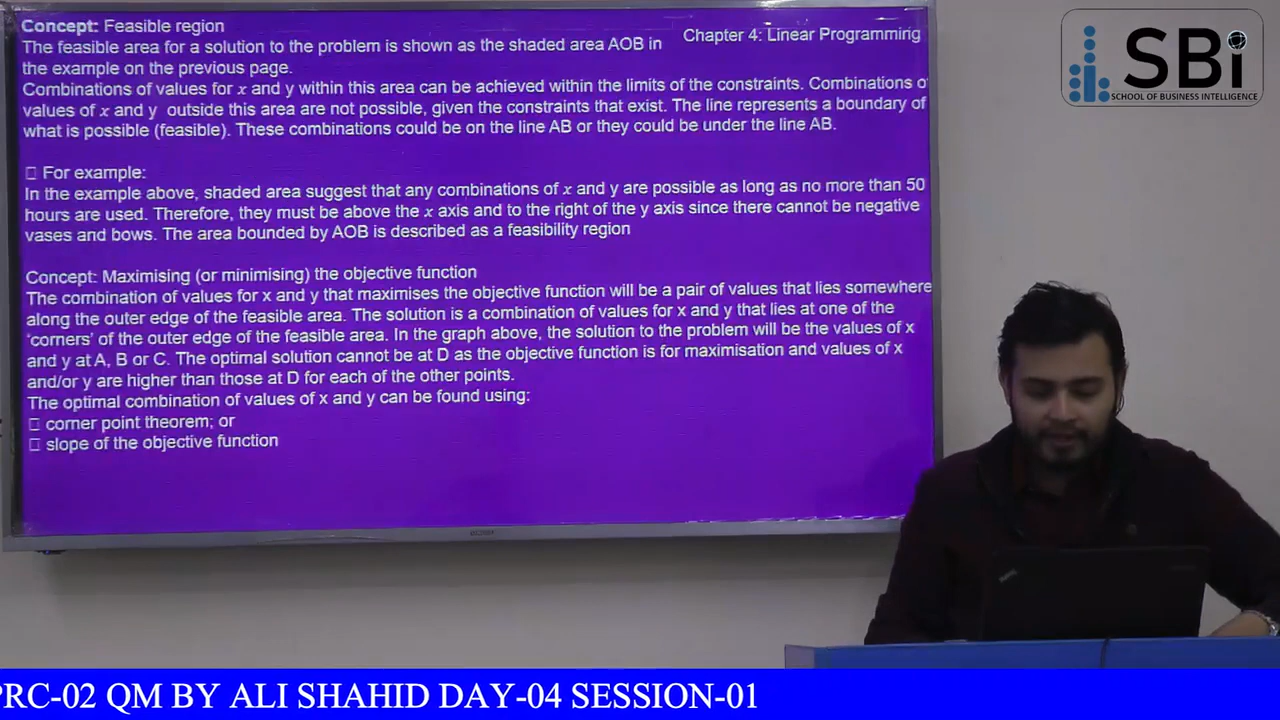 Concept: Feasible region
Chapter 4: Linear Programming
The feasible area for a solution to the problem is shown as the shaded area AOB in
the example on the previous page.
Combinations of values for x and y within this area can be achieved within the limits of the constraints. Combinations of
values of x and y outside this area are not possible, given the constraints that exist. The line represents a boundary of
what is possible (feasible). These combinations could be on the line AB or they could be under the line AB.
□ For example:
In the example above, shaded area suggest that any combinations of x and y are possible as long as no more than 50
hours are used. Therefore, they must be above the x axis and to the right of the y axis since there cannot be negative
vases and bows. The area bounded by AOB is described as a feasibility region
Concept: Maximising (or minimising) the objective function
The combination of values for x and y that maximises the objective function will be a pair of values that lies somewhere
along the outer edge of the feasible area. The solution is a combination of values for x and y that lies at one of the
'corners' of the outer edge of the feasible area. In the graph above, the solution to the problem will be the values of x
and y at A, B or C. The optimal solution cannot be at D as the objective function is for maximisation and values of x
and/or y are higher than those at D for each of the other points.
The optimal combination of values of x and y can be found using:
□ corner point theorem; or
□ slope of the objective function
SBi
SCHOOL OF BUSINESS INTELLIGENCE
PRC-02 QM BY ALI SHAHID DAY-04 SESSION-01